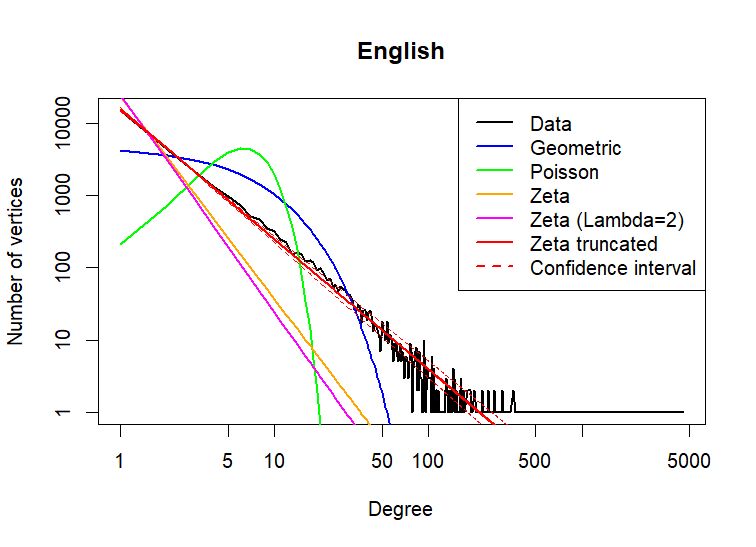 English
Number of vertices
10000
1000
100
10
1
Data
Geometric
Poisson
Zeta
Zeta (Lambda=2)
Zeta truncated
Confidence interval
1 5 10 50 100 500 5000
Degree